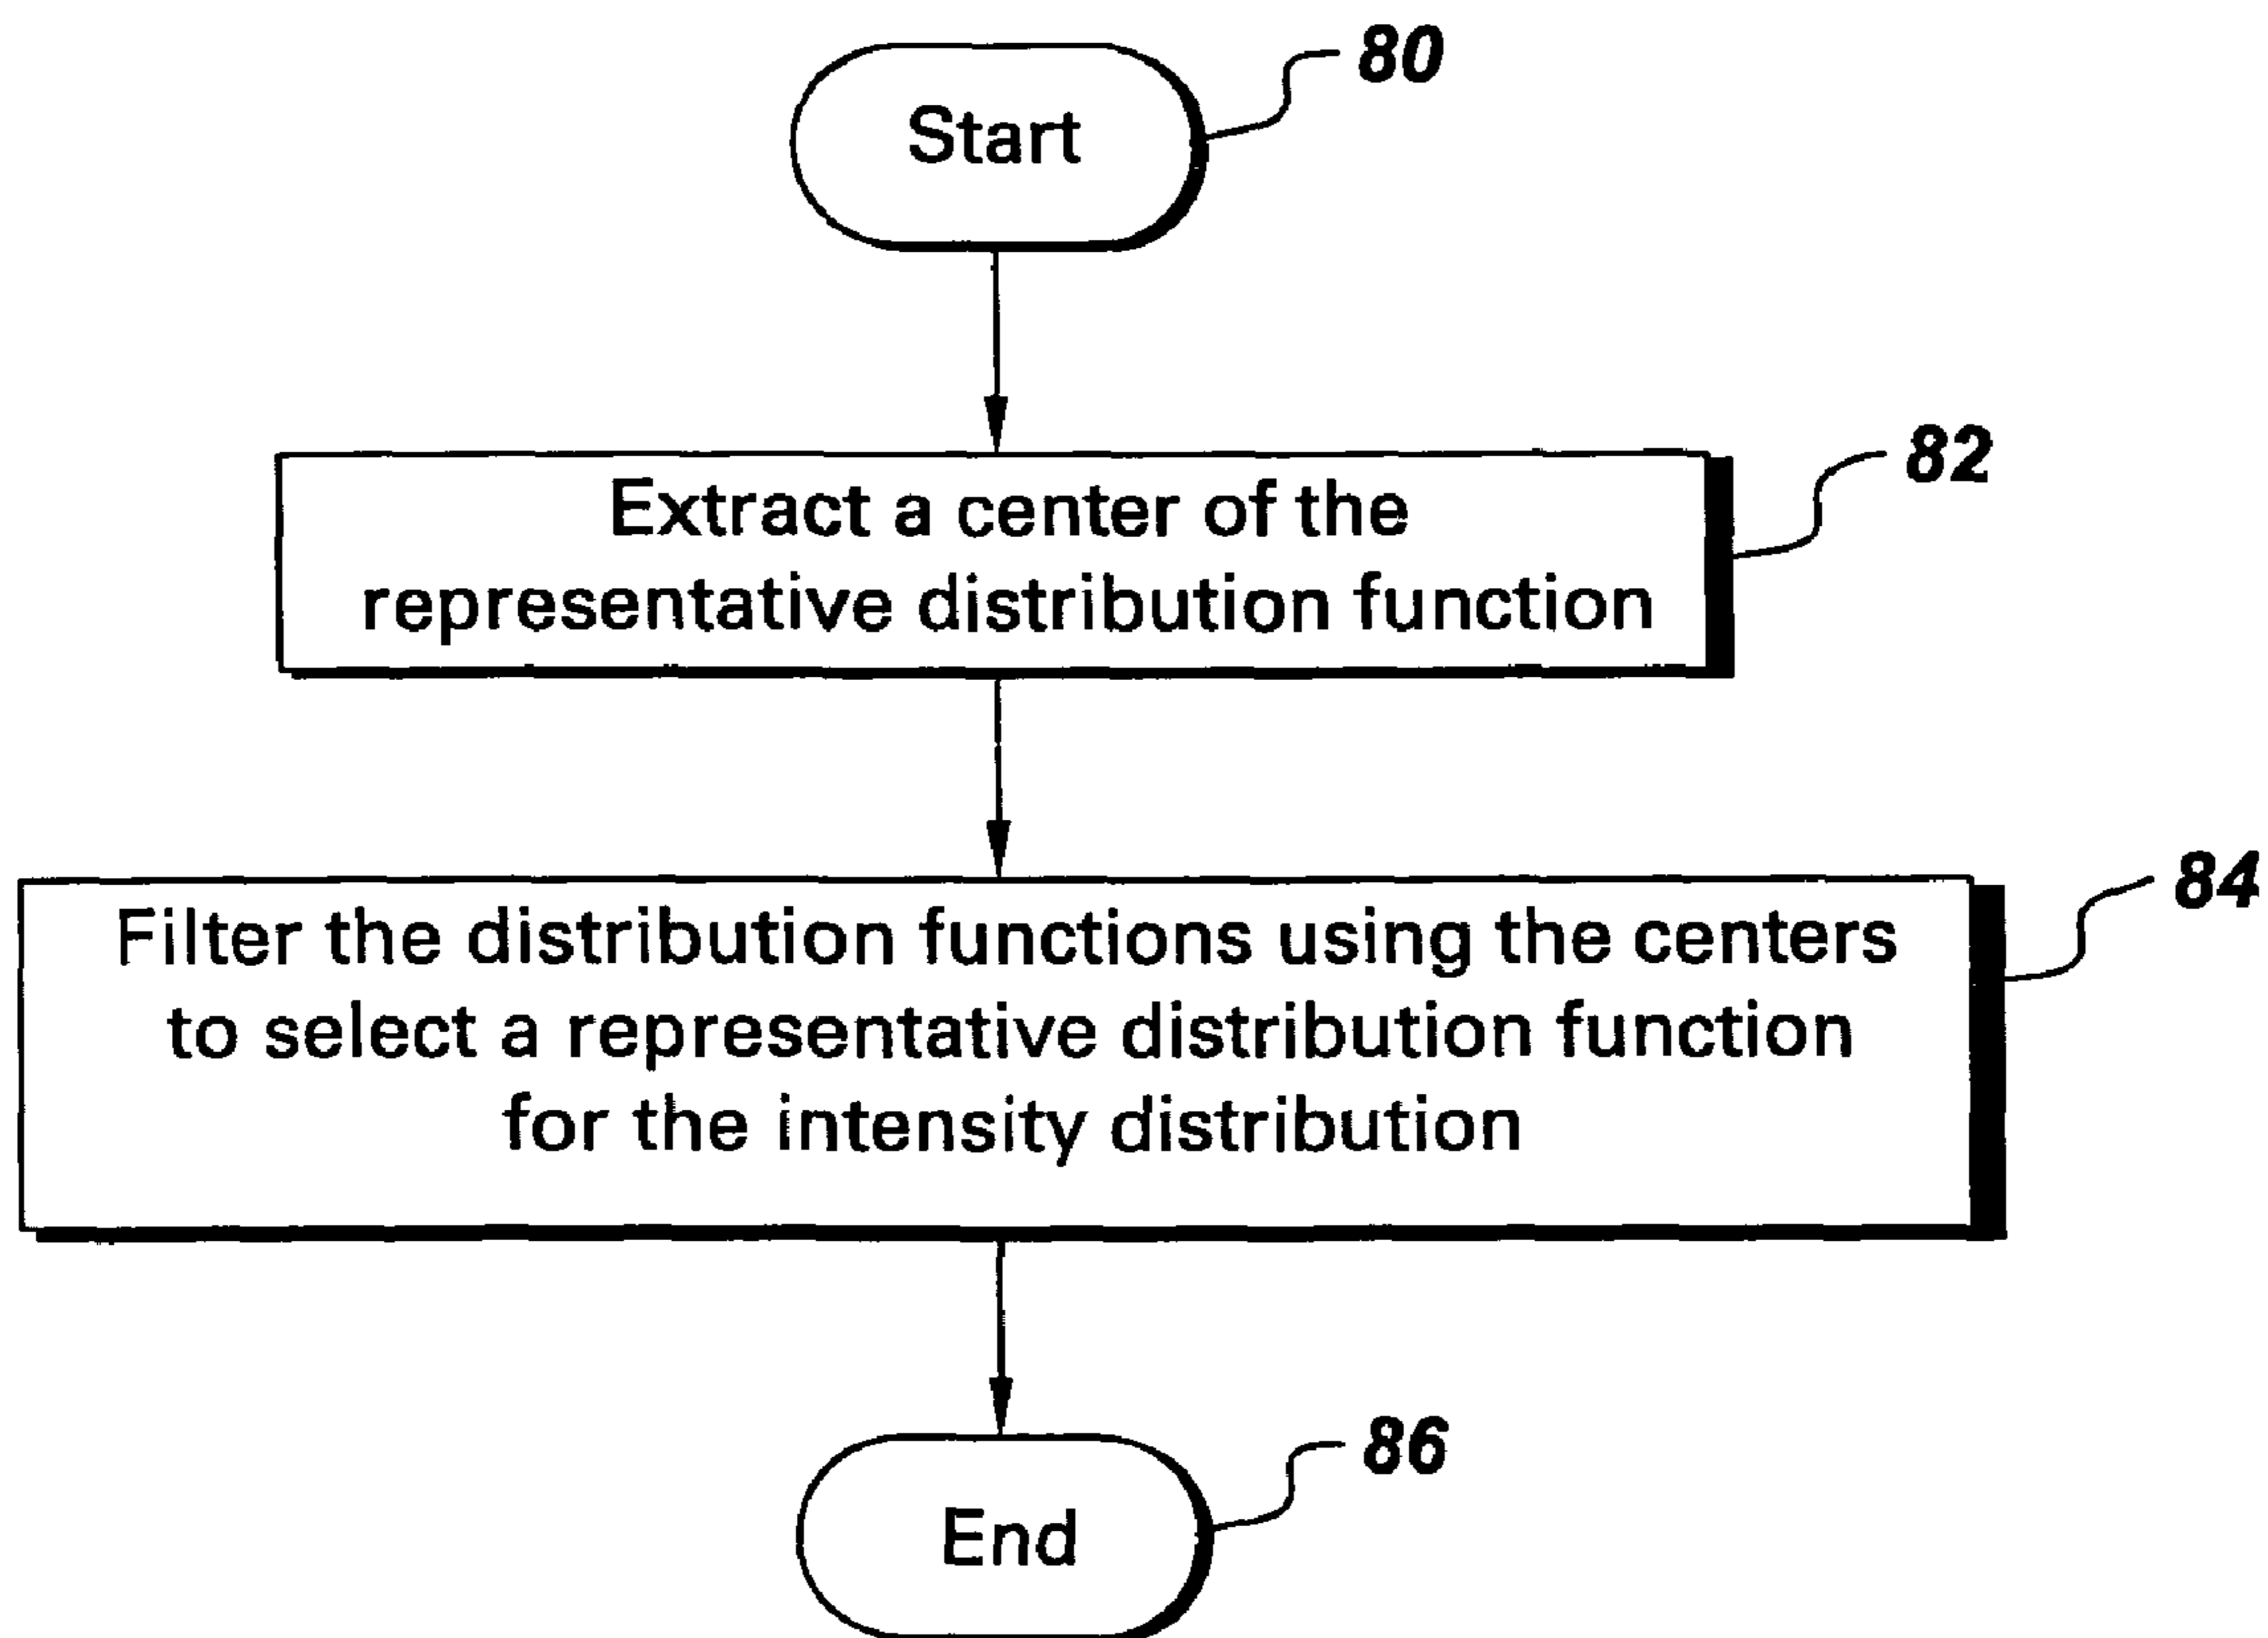 80
Start
82
Extract a center of the
representative distribution function
84
Filter the distribution functions using the centers
to select a representative distribution function
for the intensity distribution
86
End